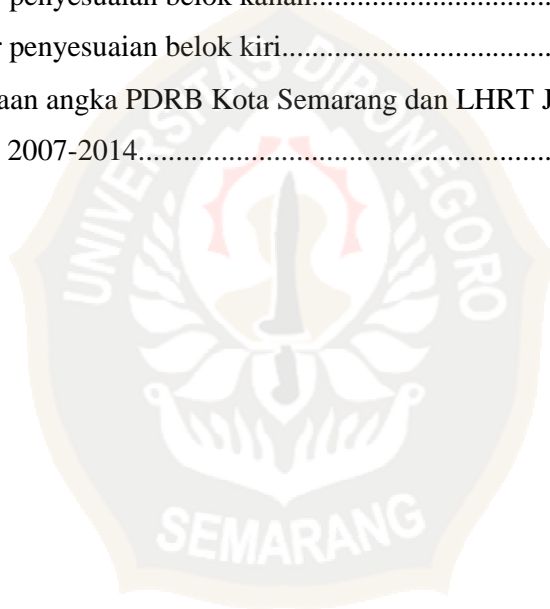 penyesuaian belok kanan....................................
penyesuaian belok kiri..........................................
aan angka PDRB Kota Semarang dan LHRT J
2007-2014..................................................................
UNIVERSITAS DIPONEGORO
SEMARANG